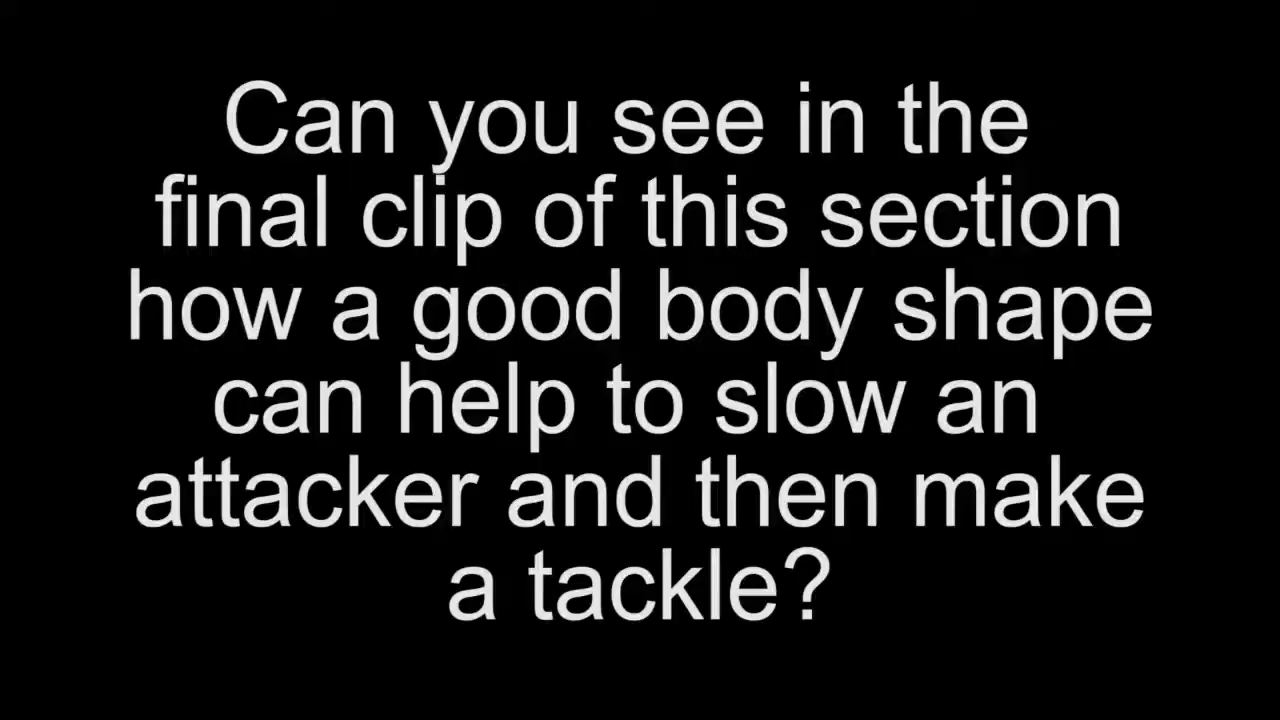 Can you see in the
final clip of this section
how a good body shape
can help to slow an
attacker and then make
a tackle?